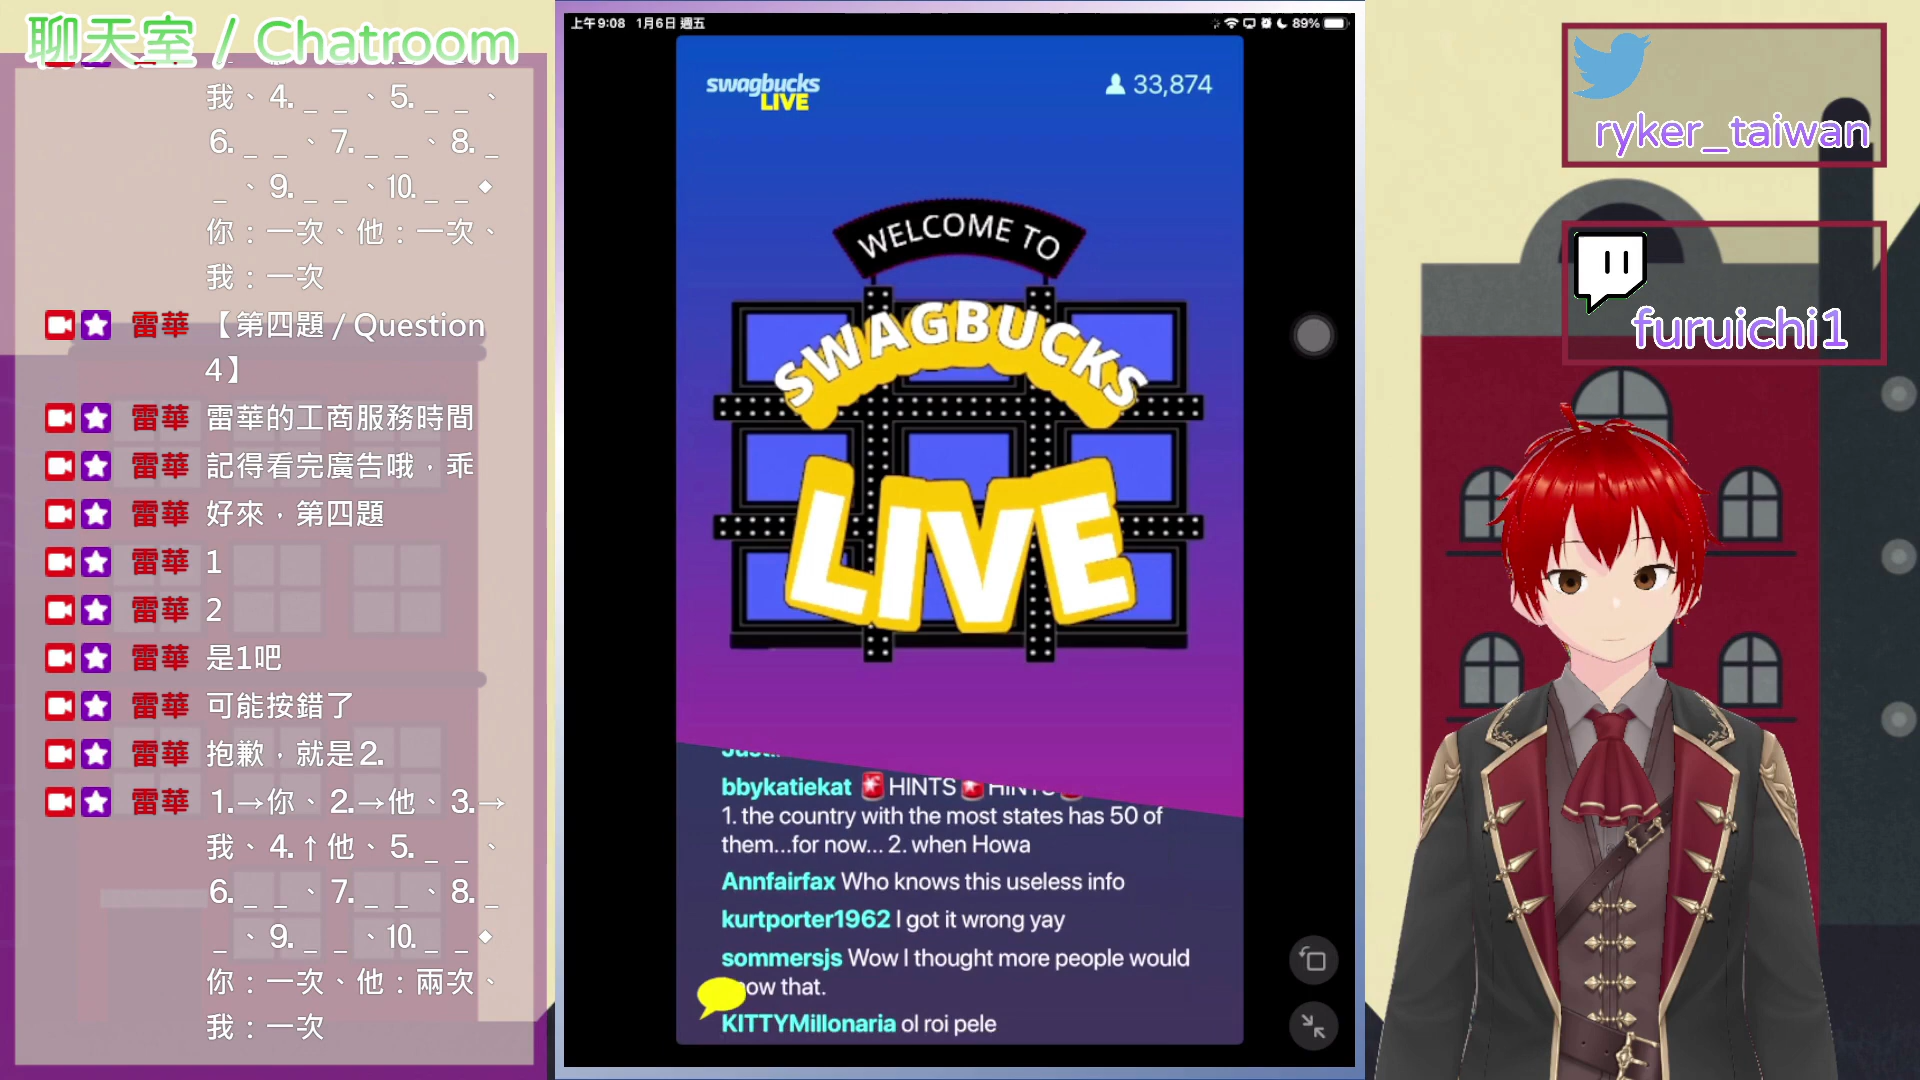 聊天室 / Chatroom
我、4. _ _ 、5. _ _ 、
6. _ _ 、7. _ _ 、8. _
_ 、9. _ _ 、10. _ _ ◆
你：一次、他：一次、
我：一次
雷華 【第四題 / Question
4】
雷華 雷華的工商服務時間
雷華 記得看完廣告哦，乖
雷華 好來，第四題
雷華 1
雷華 2
雷華 是1吧
雷華 可能按錯了
雷華 抱歉，就是2.
雷華 1.→你、2.→他、3.→
我、4.↑他、5. _ _ 、
6. _ _ 、7. _ _ 、8. _
_ 、9. _ _ 、10. _ _ ◆
你：一次、他：兩次、
我：一次
上午9:08 1月6日 週五
89%
swagbucks
LIVE
33,874
WELCOME TO
SWAGBUCKS
LIVE
bbykatiekat 🚨HINTS🚨HINTS🚨
1. the country with the most states has 50 of
them...for now... 2. when Howa
Annfairfax Who knows this useless info
kurtporter1962 I got it wrong yay
sommersjs Wow I thought more people would
now that.
KITTYMillonaria ol roi pele
ryker_taiwan
furuichi1